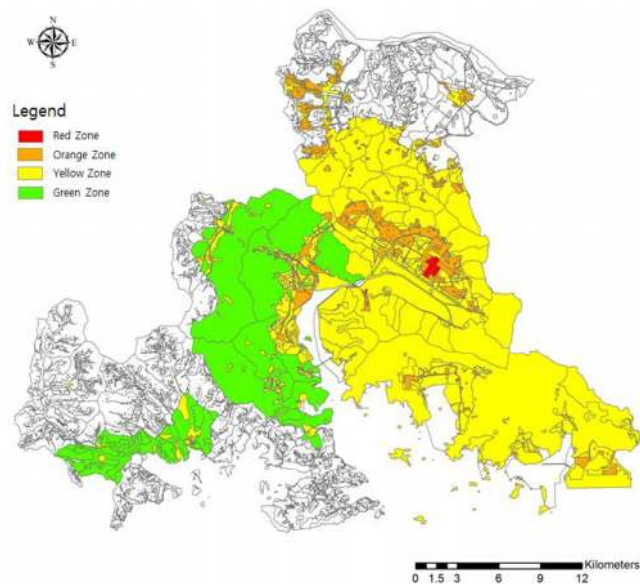 N
W E
S
Legend
Red Zone
Orange Zone
Yellow Zone
Green Zone
Kilometers
0 1.5 3 6 9 12